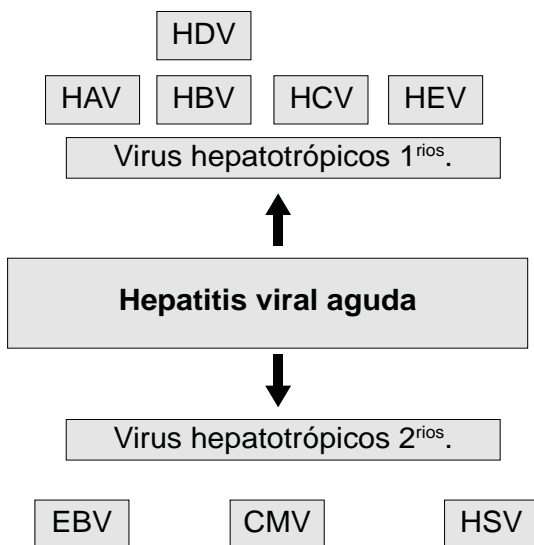 HDV
HAV HBV HCV HEV
Virus hepatotrópicos 1rios.
Hepatitis viral aguda
Virus hepatotrópicos 2rios.
EBV CMV HSV